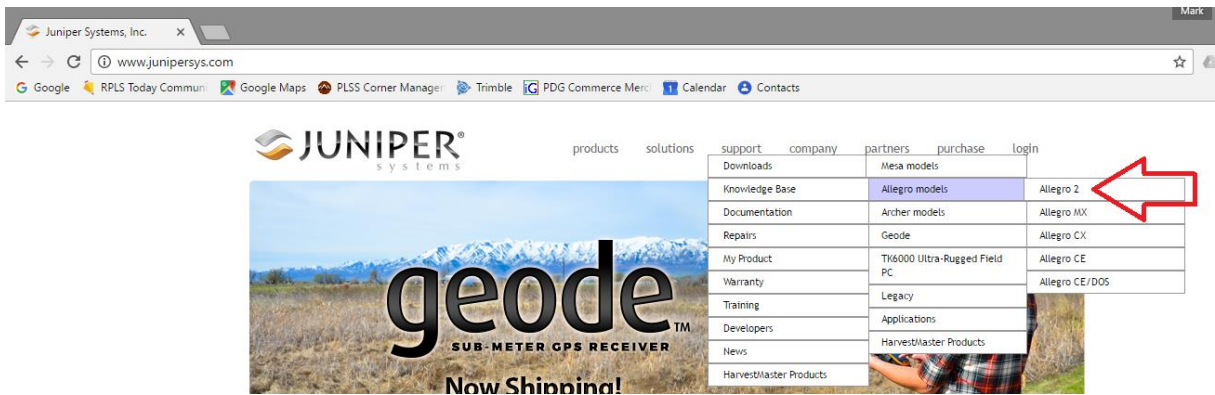 Mark
Juniper Systems, Inc.
www.junipersys.com
Google RPLS Today Commun Google Maps PLSS Corner Manager Trimble PDG Commerce Merc Calendar Contacts
JUNIPER®
systems
products solutions support company partners purchase login
Downloads
Knowledge Base
Documentation
Repairs
My Product
Warranty
Training
Developers
News
HarvestMaster Products
Mesa models
Allegro models
Archer models
Geode
TK6000 Ultra-Rugged Field
PC
Legacy
Applications
HarvestMaster Products
Allegro 2
Allegro MX
Allegro CX
Allegro CE
Allegro CE/DOS
geode™
SUB-METER GPS RECEIVER
Now Shipping!